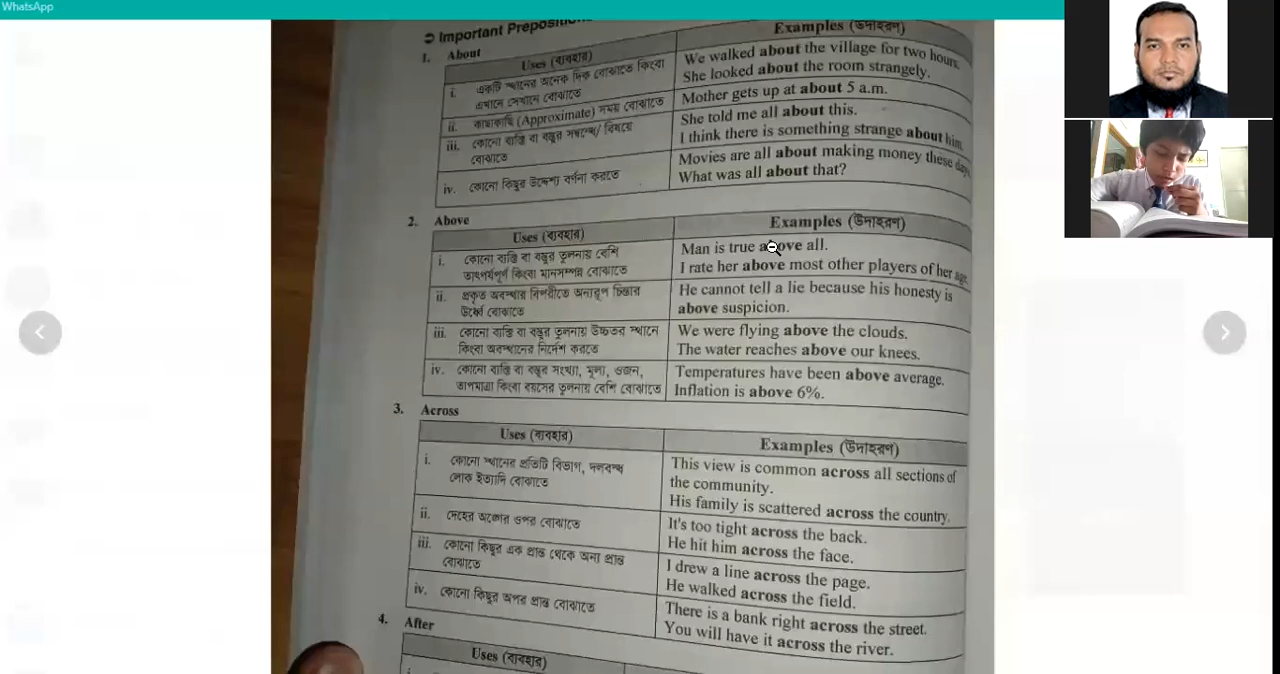 WhatsApp
➲ Important Prepositions
1. About
Uses (ব্যবহার)
Examples (উদাহরণ)
i. একটি স্থানের অনেক দিক বোঝাতে কিংবা
এখানে সেখানে বোঝাতে
We walked about the village for two hours.
She looked about the room strangely.
ii. কাছাকাছি (Approximate) সময় বোঝাতে
Mother gets up at about 5 a.m.
iii. কোনো ব্যক্তি বা বস্তুর সম্বন্ধে/ বিষয়ে
বোঝাতে
She told me all about this.
I think there is something strange about him.
iv. কোনো কিছুর উদ্দেশ্য বর্ণনা করতে
Movies are all about making money these days.
What was all about that?
2. Above
Uses (ব্যবহার)
Examples (উদাহরণ)
i. কোনো ব্যক্তি বা বস্তুর তুলনায় বেশি
তাৎপর্যপূর্ণ কিংবা মানসম্পন্ন বোঝাতে
Man is true above all.
I rate her above most other players of her age.
ii. প্রকৃত অবস্থার বিপরীতে অন্যরূপ চিন্তার
উর্ধ্বে বোঝাতে
He cannot tell a lie because his honesty is
above suspicion.
iii. কোনো ব্যক্তি বা বস্তুর তুলনায় উচ্চতর স্থানে
কিংবা অবস্থানের নির্দেশ করতে
We were flying above the clouds.
The water reaches above our knees.
iv. কোনো ব্যক্তি বা বস্তুর সংখ্যা, মূল্য, ওজন,
তাপমাত্রা কিংবা বয়সের তুলনায় বেশি বোঝাতে
Temperatures have been above average.
Inflation is above 6%.
3. Across
Uses (ব্যবহার)
Examples (উদাহরণ)
i. কোনো স্থানের প্রতিটি বিভাগ, দলবদ্ধ
লোক ইত্যাদি বোঝাতে
This view is common across all sections of
the community.
His family is scattered across the country.
ii. দেহের অঙ্গের ওপর বোঝাতে
It's too tight across the back.
He hit him across the face.
iii. কোনো কিছুর এক প্রান্ত থেকে অন্য প্রান্ত
বোঝাতে
I drew a line across the page.
He walked across the field.
iv. কোনো কিছুর অপর প্রান্ত বোঝাতে
There is a bank right across the street.
You will have it across the river.
4. After
Uses (ব্যবহার)
i.